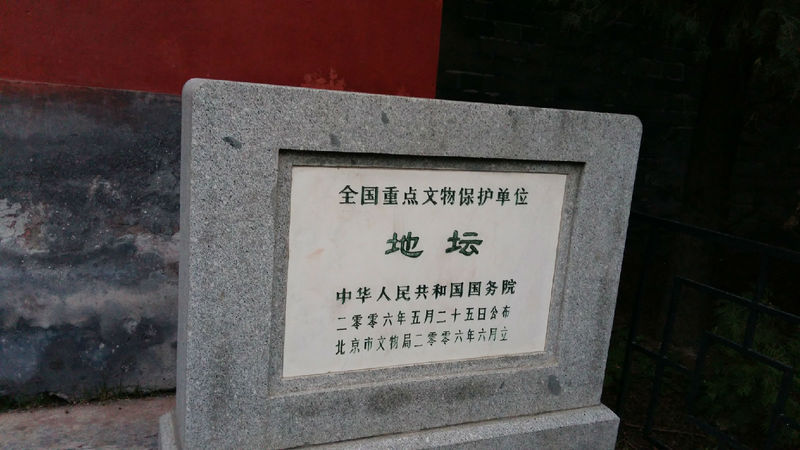 全国重点文物保护单位
地坛
中华人民共和国国务院
二零零六年五月二十五日公布
北京市文物局二零零六年六月立